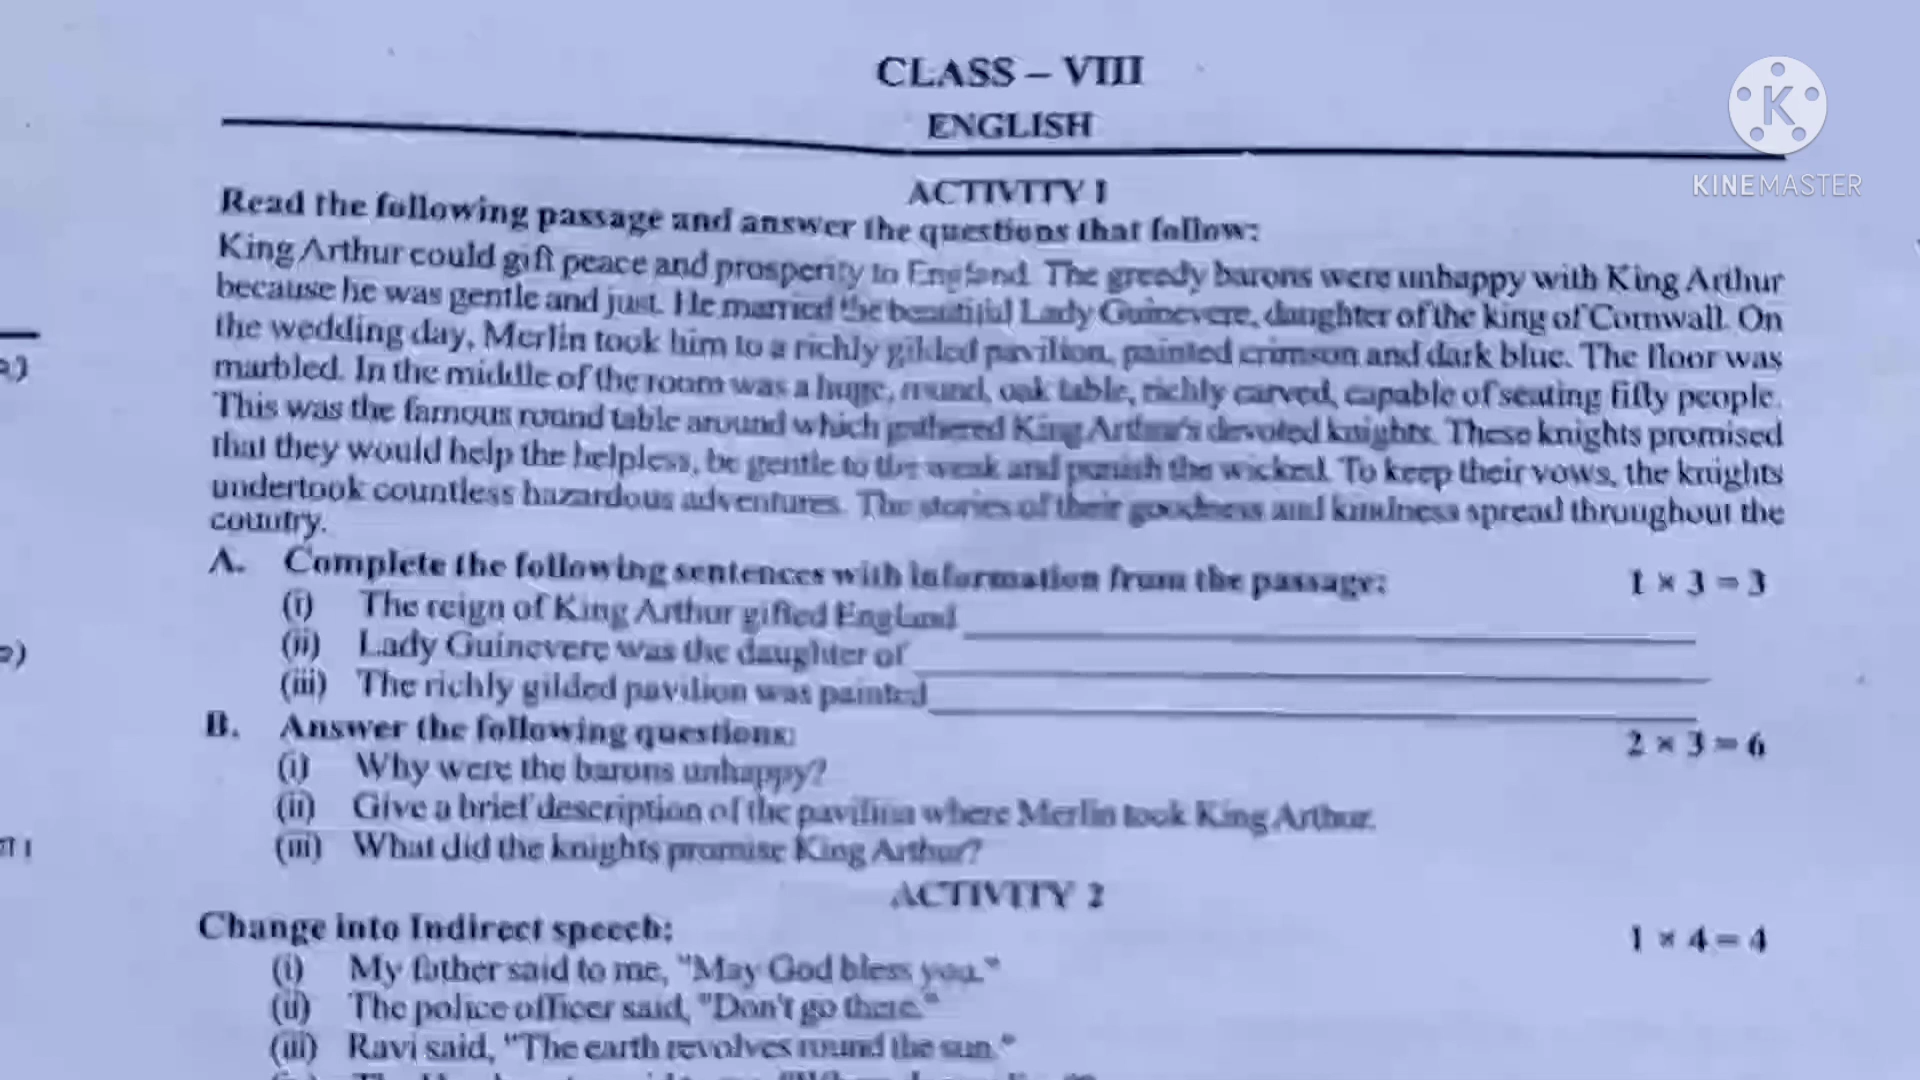 CLASS – VIII
KINEMASTER
ENGLISH
ACTIVITY 1
Read the following passage and answer the questions that follow:
King Arthur could gift peace and prosperity to England. The greedy barons were unhappy with King Arthur
because he was gentle and just. He married the beautiful Lady Guinevere, daughter of the king of Cornwall. On
the wedding day, Merlin took him to a richly gilded pavilion, painted crimson and dark blue. The floor was
marbled. In the middle of the room was a huge, round, oak table, richly carved, capable of seating fifty people.
This was the famous round table around which gathered King Arthur's devoted knights. These knights promised
that they would help the helpless, be gentle to the weak and punish the wicked. To keep their vows, the knights
undertook countless hazardous adventures. The stories of their goodness and kindness spread throughout the
country.
A. Complete the following sentences with information from the passage: 1 × 3 = 3
(i) The reign of King Arthur gifted England
(ii) Lady Guinevere was the daughter of
(iii) The richly gilded pavilion was painted
B. Answer the following questions: 2 × 3 = 6
(i) Why were the barons unhappy?
(ii) Give a brief description of the pavilion where Merlin took King Arthur.
(iii) What did the knights promise King Arthur?
ACTIVITY 2
Change into Indirect speech: 1 × 4 = 4
(i) My father said to me, "May God bless you."
(ii) The police officer said, "Don't go there."
(iii) Ravi said, "The earth revolves round the sun."